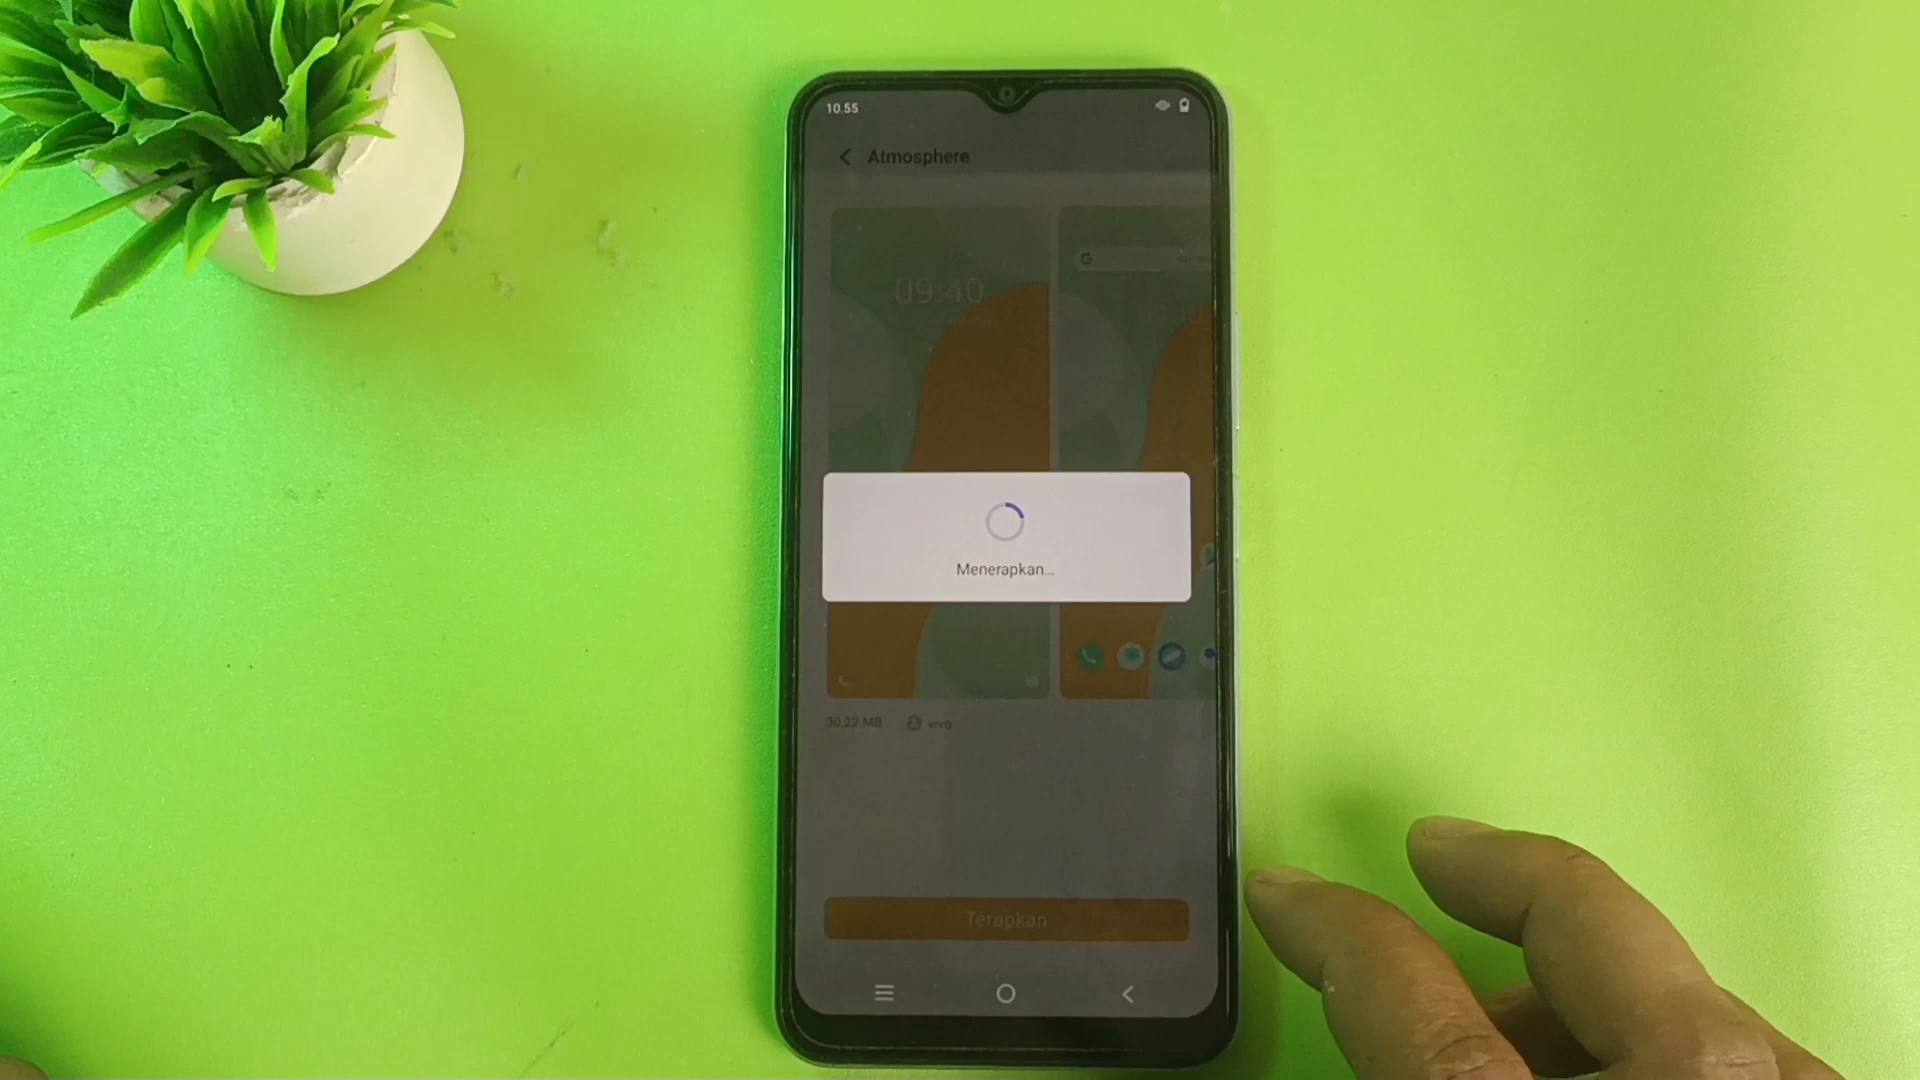 10.55
Atmosphere
09:40
Menerapkan...
30,22 MB vivo
Terapkan